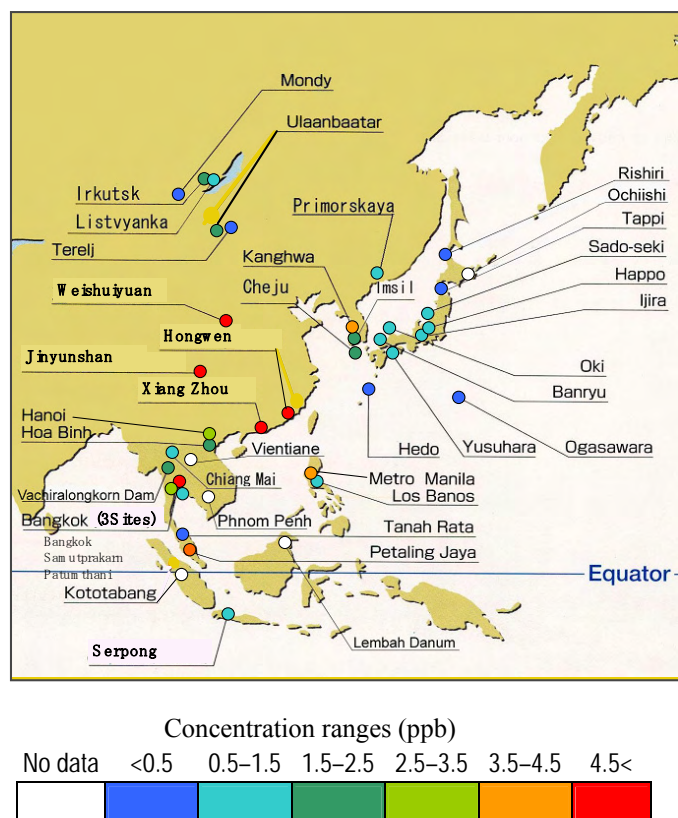 Mondy
Ulaanbaatar
Rishiri
Ochiishi
Irkutsk
Primorskaya
Tappi
Listvyanka
Sado-seki
Terelj
Kanghwa
Happo
Weishuiyuan
Cheju
Imsil
Ijira
Hongwen
Jinyunshan
Oki
Xiang Zhou
Banryu
Hanoi
Hoa Binh
Vientiane
Hedo
Yusuhara
Ogasawara
Chiang Mai
Metro Manila
Vachiralongkorn Dam
Los Banos
Bangkok (3Sites)
Phnom Penh
Tanah Rata
Bangkok
Samutprakarn
Petaling Jaya
Patumthani
Equator
Kototabang
Serpong
Lembah Danum
Concentration ranges (ppb)
No data <0.5 0.5–1.5 1.5–2.5 2.5–3.5 3.5–4.5 4.5<